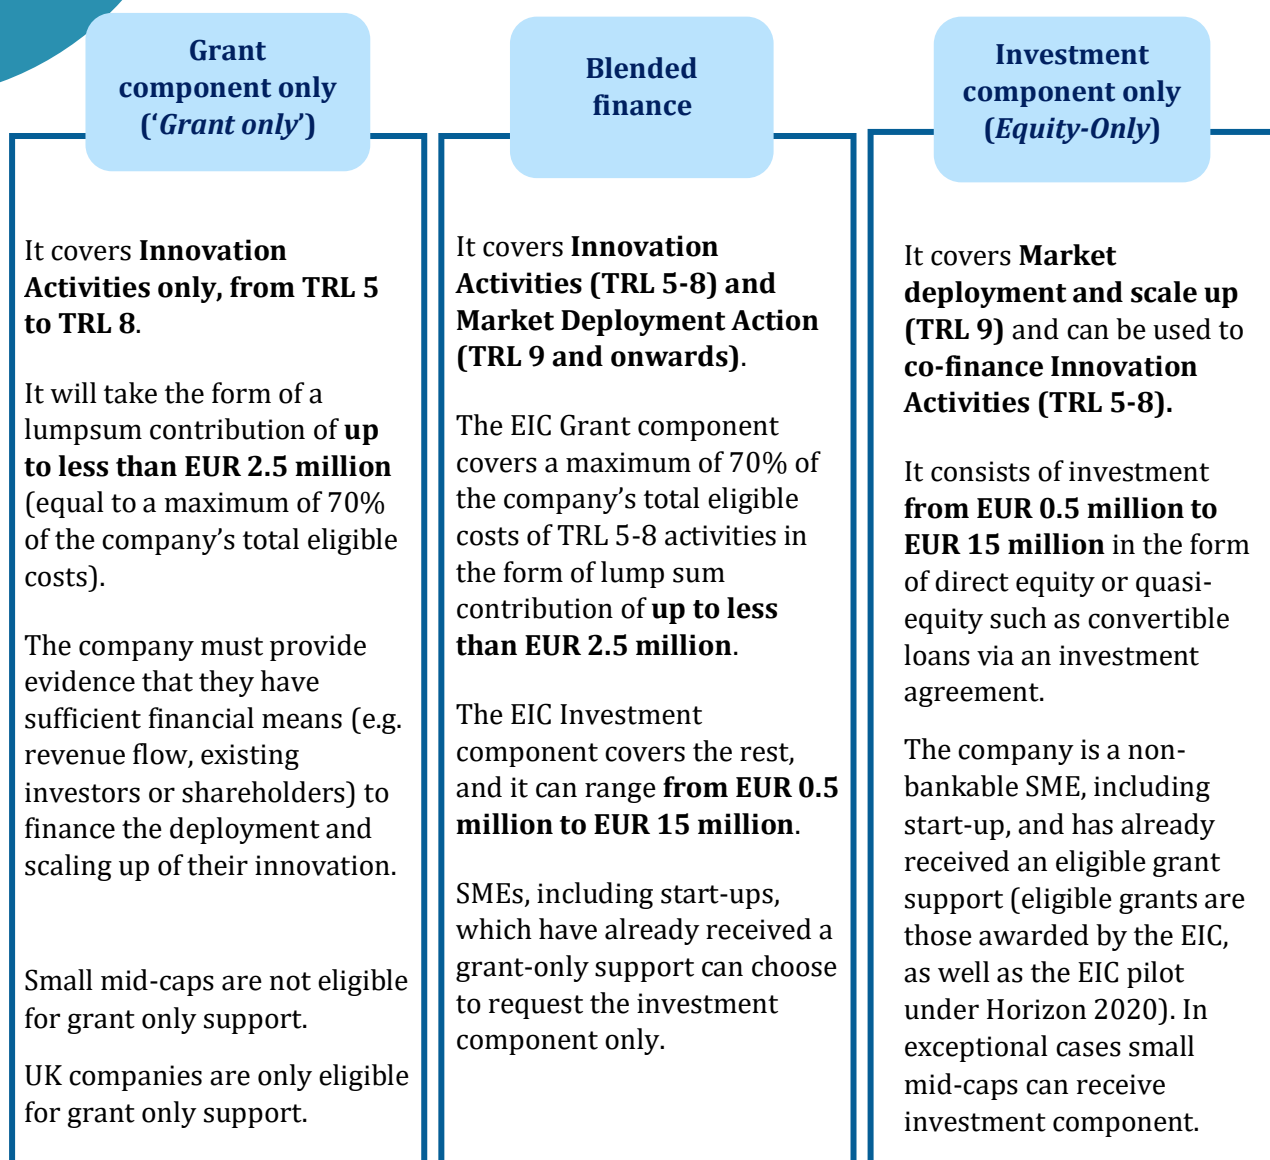 Grant
component only
(‘Grant only’)
It covers Innovation
Activities only, from TRL 5
to TRL 8.
It will take the form of a
lumpsum contribution of up
to less than EUR 2.5 million
(equal to a maximum of 70%
of the company’s total eligible
costs).
The company must provide
evidence that they have
sufficient financial means (e.g.
revenue flow, existing
investors or shareholders) to
finance the deployment and
scaling up of their innovation.
Small mid-caps are not eligible
for grant only support.
UK companies are only eligible
for grant only support.
Blended
finance
It covers Innovation
Activities (TRL 5-8) and
Market Deployment Action
(TRL 9 and onwards).
The EIC Grant component
covers a maximum of 70% of
the company’s total eligible
costs of TRL 5-8 activities in
the form of lump sum
contribution of up to less
than EUR 2.5 million.
The EIC Investment
component covers the rest,
and it can range from EUR 0.5
million to EUR 15 million.
SMEs, including start-ups,
which have already received a
grant-only support can choose
to request the investment
component only.
Investment
component only
(Equity-Only)
It covers Market
deployment and scale up
(TRL 9) and can be used to
co-finance Innovation
Activities (TRL 5-8).
It consists of investment
from EUR 0.5 million to
EUR 15 million in the form
of direct equity or quasi-
equity such as convertible
loans via an investment
agreement.
The company is a non-
bankable SME, including
start-up, and has already
received an eligible grant
support (eligible grants are
those awarded by the EIC,
as well as the EIC pilot
under Horizon 2020). In
exceptional cases small
mid-caps can receive
investment component.